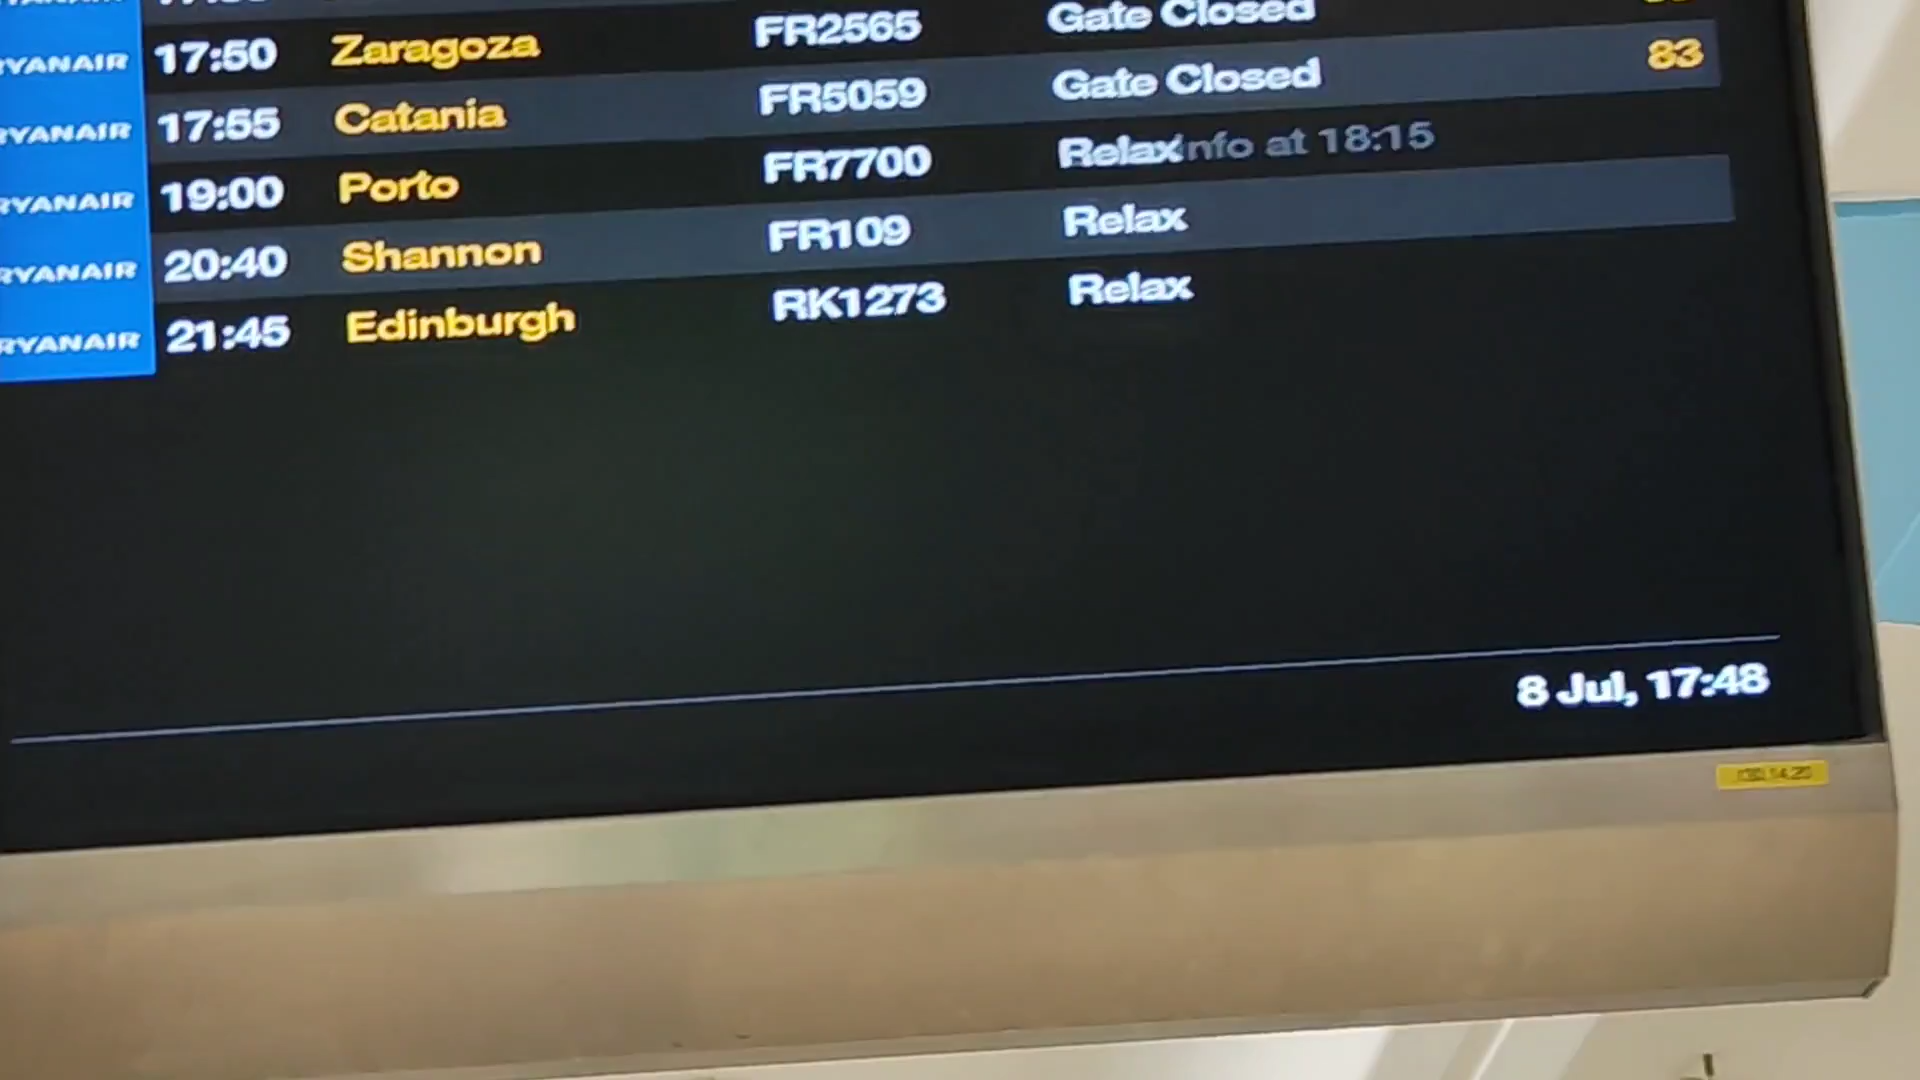 17:50 Zaragoza FR2565 Gate Closed
RYANAIR 17:55 Catania FR5059 Gate Closed 83
RYANAIR 19:00 Porto FR7700 Relax Info at 18:15
RYANAIR 20:40 Shannon FR109 Relax
RYANAIR 21:45 Edinburgh RK1273 Relax
8 Jul, 17:48